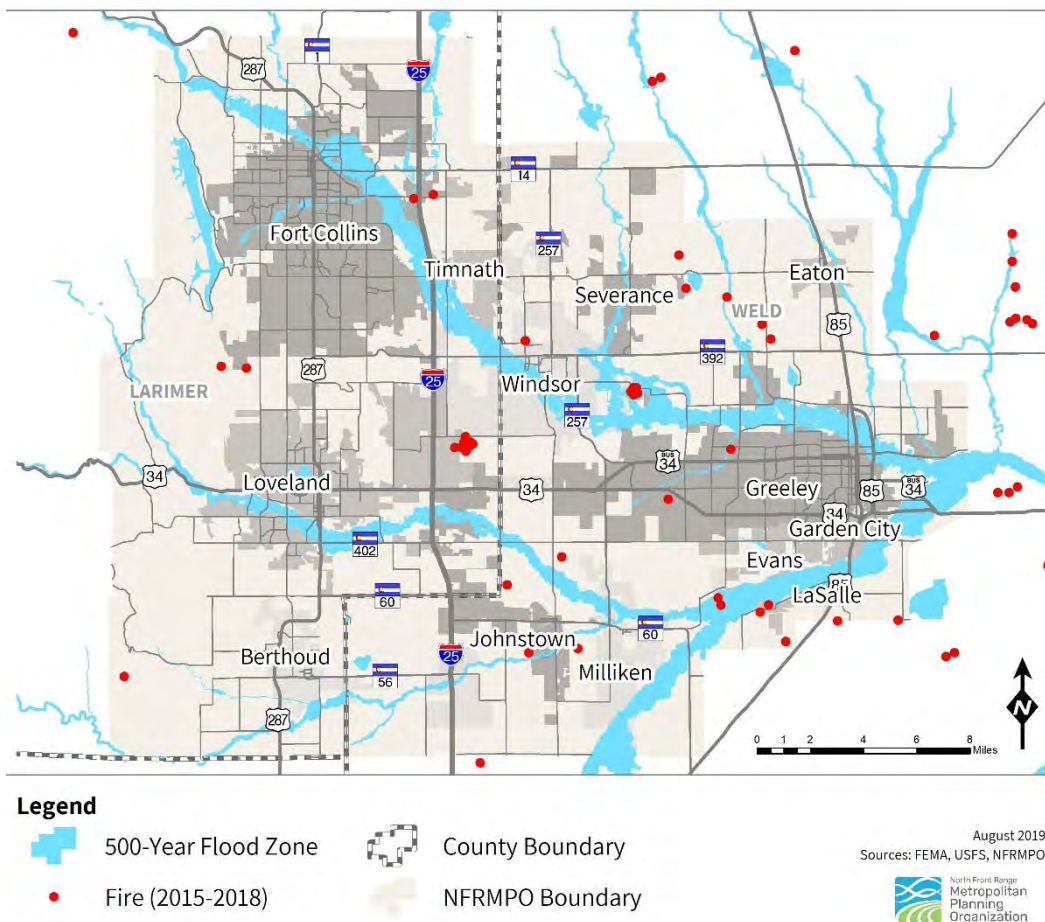 1
287
25
14
Fort Collins
257
Timnath
Eaton
Severance
WELD
85
392
287
25
LARIMER
Windsor
257
BUS
34
34
Loveland
34
Greeley
85
BUS
34
34
Garden City
402
Evans
85
60
LaSalle
60
Johnstown
Berthoud
25
Milliken
56
N
287
0 1 2 4 6 8
Miles
Legend
500-Year Flood Zone
County Boundary
Fire (2015-2018)
NFRMPO Boundary
August 2019
Sources: FEMA, USFS, NFRMPO
North Front Range
Metropolitan
Planning
Organization